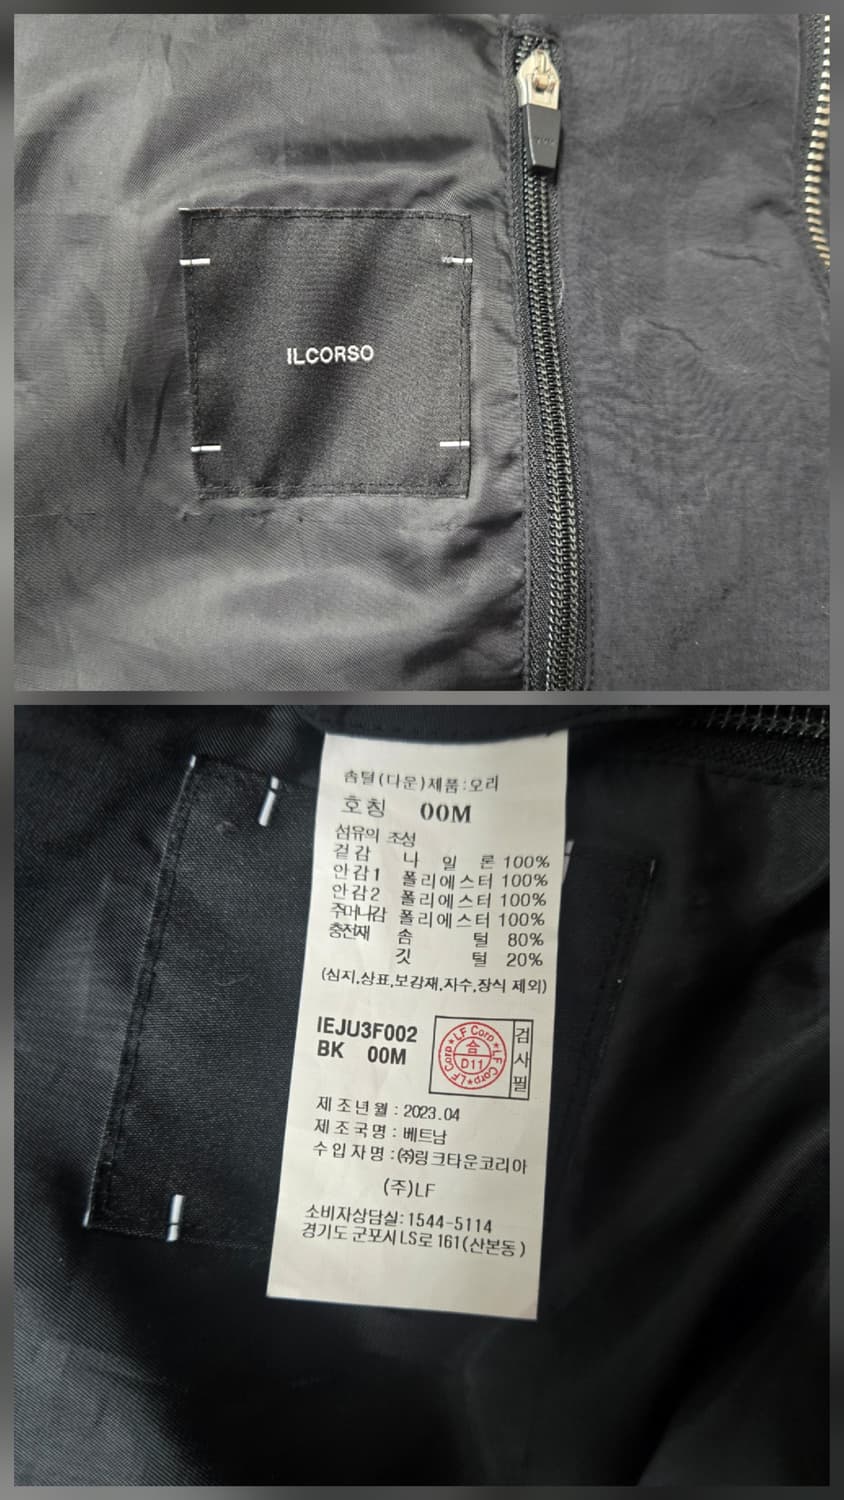 ILCORSO
솜털(다운)제품:오리
호칭 00M
섬유의 조성
겉감 나일론 100%
안감1 폴리에스터 100%
안감2 폴리에스터 100%
주머니감 폴리에스터 100%
충전재 솜털 80%
깃털 20%
(심지,상표,보강재,자수,장식 제외)
IEJU3F002
BK 00M
LF Corp★LF Corp★LF Corp★
솜
D11
검사필
제조년월 : 2023.04
제조국명 : 베트남
수입자명 : ㈜링크타운코리아
(주)LF
소비자상담실: 1544-5114
경기도 군포시 LS로 161(산본동)